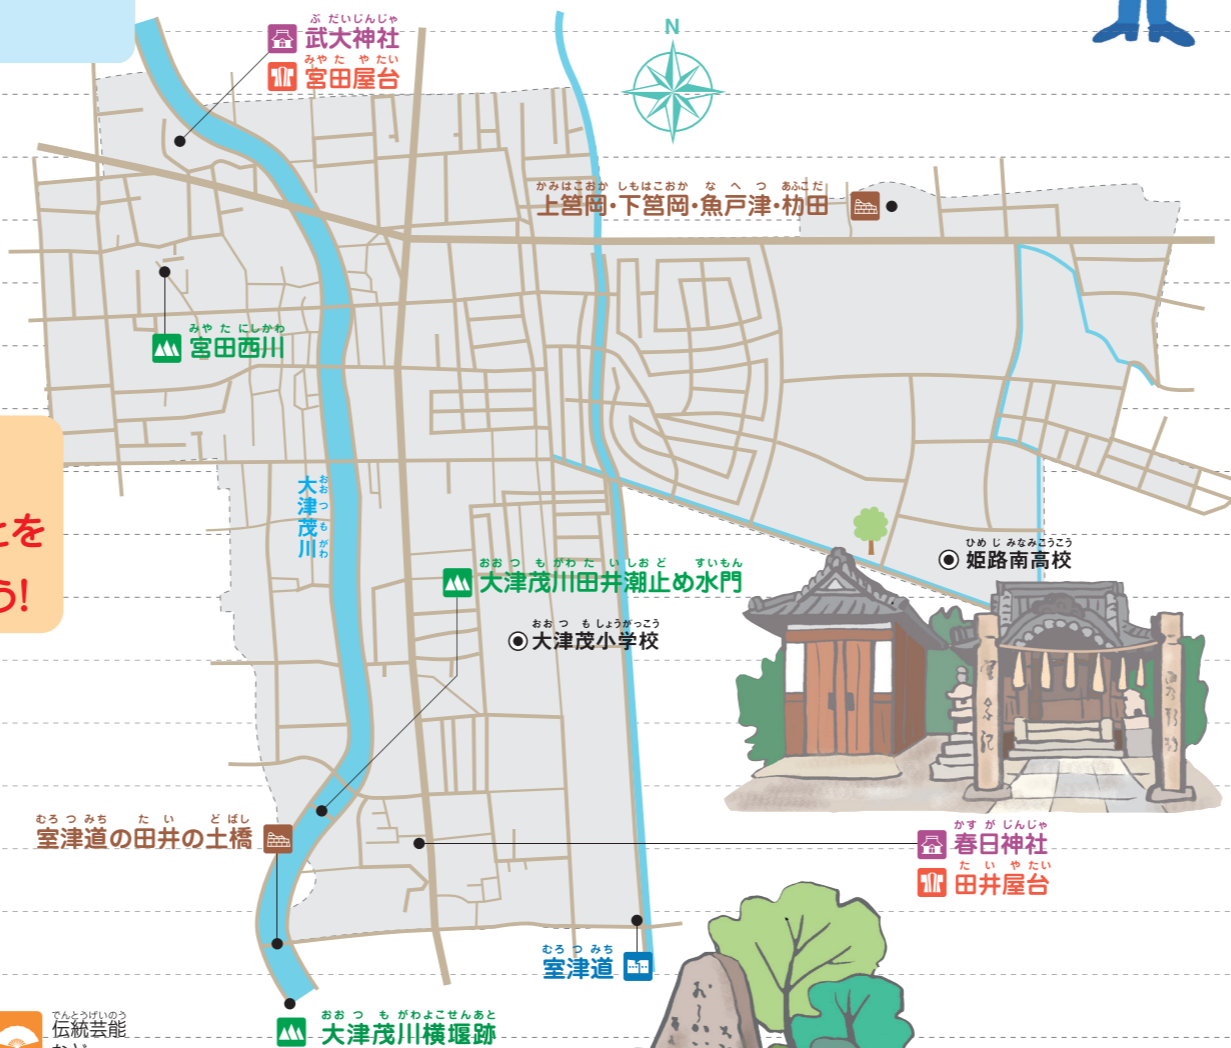 ぶ だいじんじゃ
武大神社
みや た や たい
宮田屋台
N
かみはこおか しもはこおか な へ つ あふこだ
上筥岡・下筥岡・魚戸津・朸田
みや た にしかわ
宮田西川
とを
う!
おお つ も がわ
大津茂川
おお つ も がわ た い しお ど すいもん
大津茂川田井潮止め水門
おお つ も しょうがっこう
大津茂小学校
ひめ じ みなみこうこう
姫路南高校
むろ つ みち た い ど ばし
室津道の田井の土橋
かす が じんじゃ
春日神社
た い や たい
田井屋台
むろ つ みち
室津道
でんとうげいのう
伝統芸能
おお つ も がわよこせんあと
大津茂川横堰跡